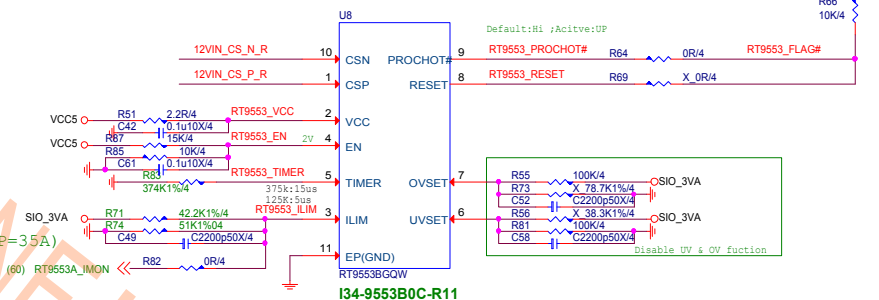 R66
10K/4
U8
Default:Hi ;Acitve:UP
12VIN_CS_N_R
10
CSN
PROCHOT#
9
RT9553_PROCHOT#
R64
0R/4
RT9553_FLAG#
12VIN_CS_P_R
1
CSP
RESET
8
RT9553_RESET
R69
X_0R/4
VCC5
R51
2.2R/4
RT9553_VCC
2
VCC
C42
0.1u10X/4
VCC5
R87
15K/4
RT9553_EN
2V
4
EN
R85
10K/4
C61
0.1u10X/4
R83
374K1%/4
RT9553_TIMER
5
TIMER
375k:15us
125K:5us
OVSET
7
R55
100K/4
SIO_3VA
R73
X_78.7K1%/4
C52
C2200p50X/4
SIO_3VA
R71
42.2K1%/4
RT9553_ILIM
3
ILIM
UVSET
6
R56
X_38.3K1%/4
SIO_3VA
R74
51K1%04
R81
100K/4
C49
C2200p50X/4
C58
C2200p50X/4
Disable UV & OV fuction
P=35A)
(60) RT9553A_IMON
R82
0R/4
11
EP(GND)
RT9553BGQW
I34-9553B0C-R11